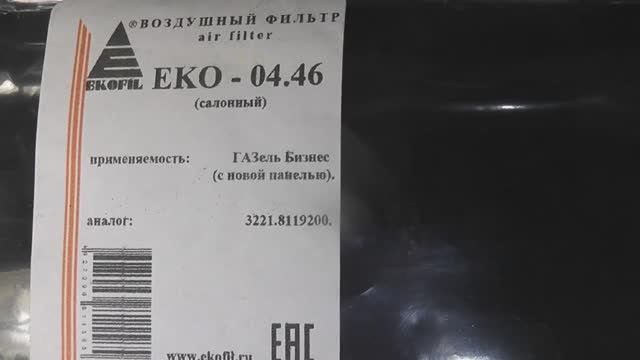 ®ВОЗДУШНЫЙ ФИЛЬТР
air filter
EKOFIL
ЕКО - 04.46
(салонный)
применяемость: ГАЗель Бизнес
(с новой панелью).
аналог: 3221.8119200.
www.ekofil.ru
EAC